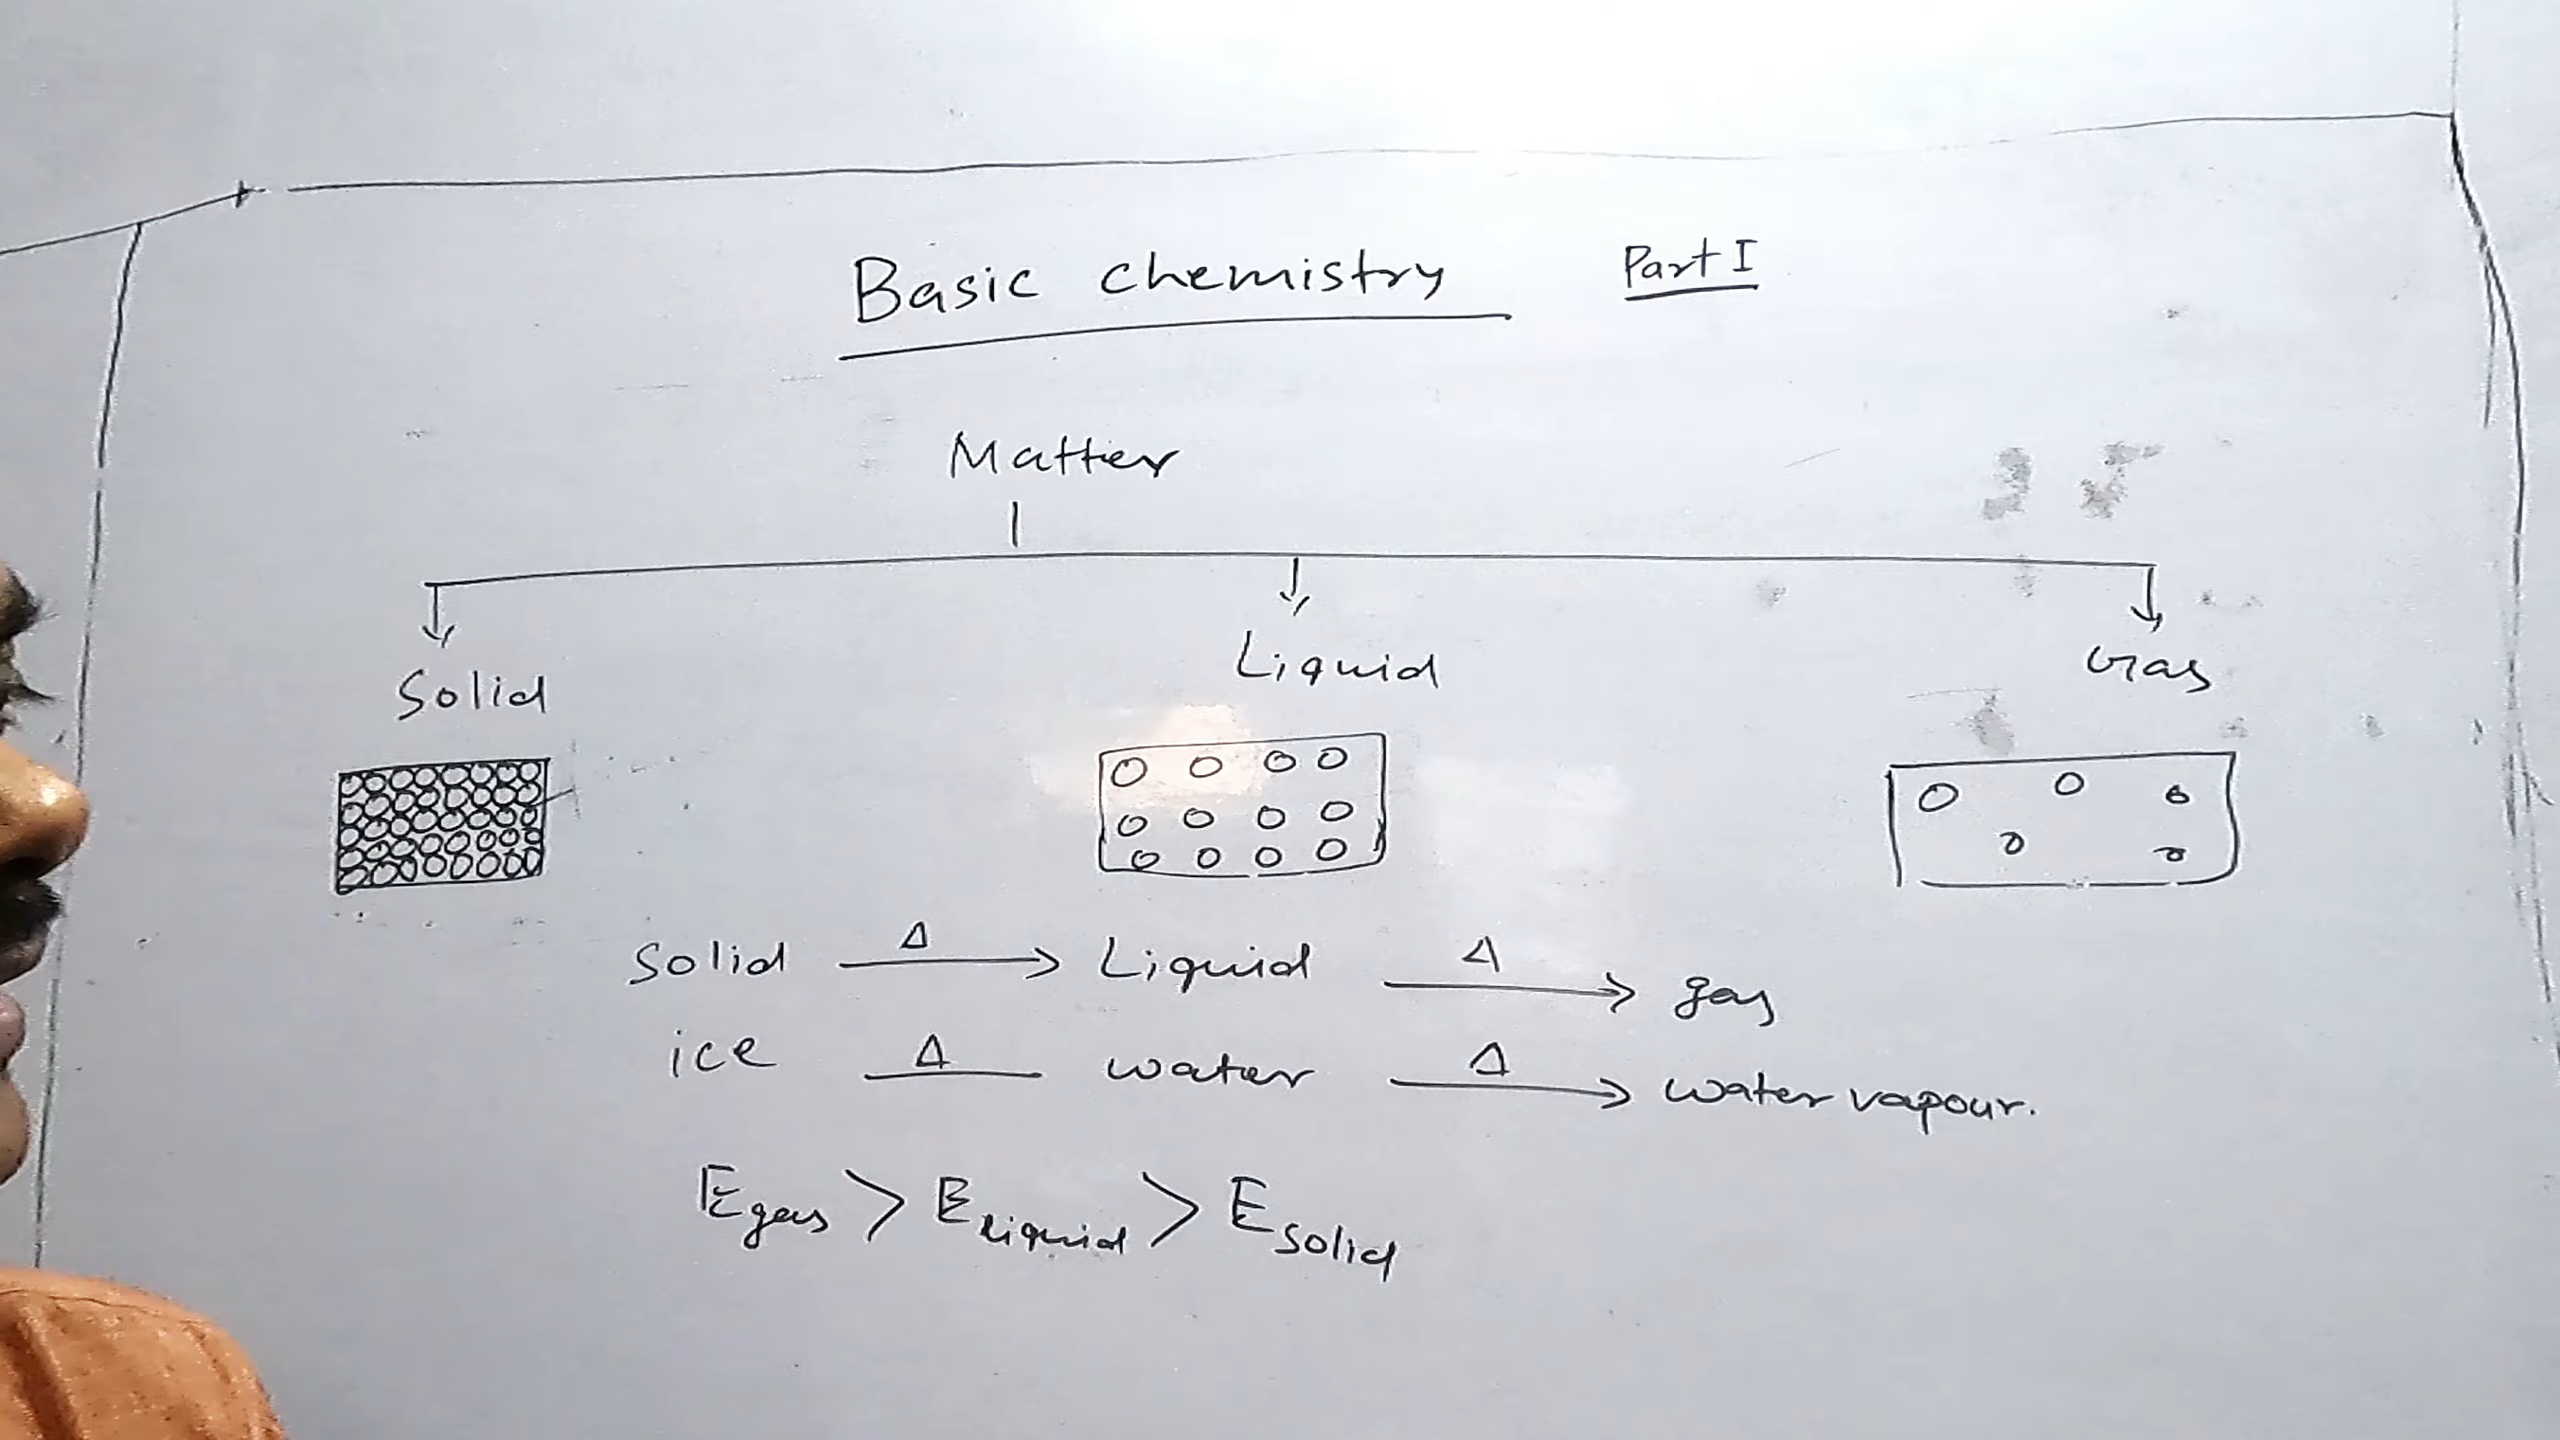 Basic chemistry Part I
Matter
Solid Liquid Gas
Solid Δ→ Liquid Δ→ gas
ice Δ— water Δ→ water vapour.
Egas > Eliquid > Esolid